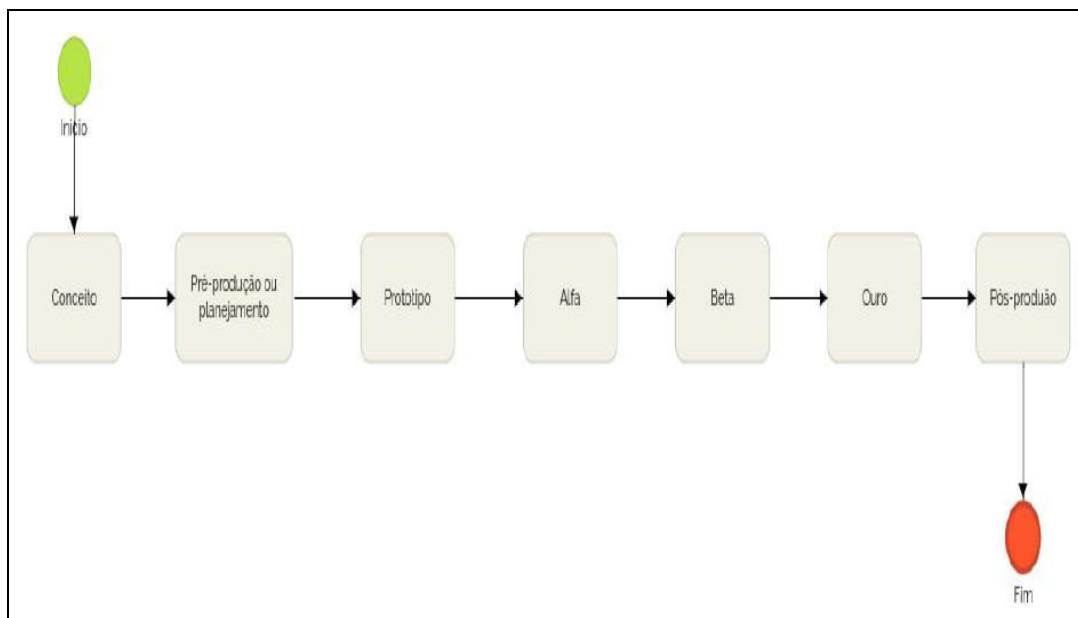 Início
Conceito
Pré-produção ou
planejamento
Prototipo
Alfa
Beta
Ouro
Pós-produão
Fim